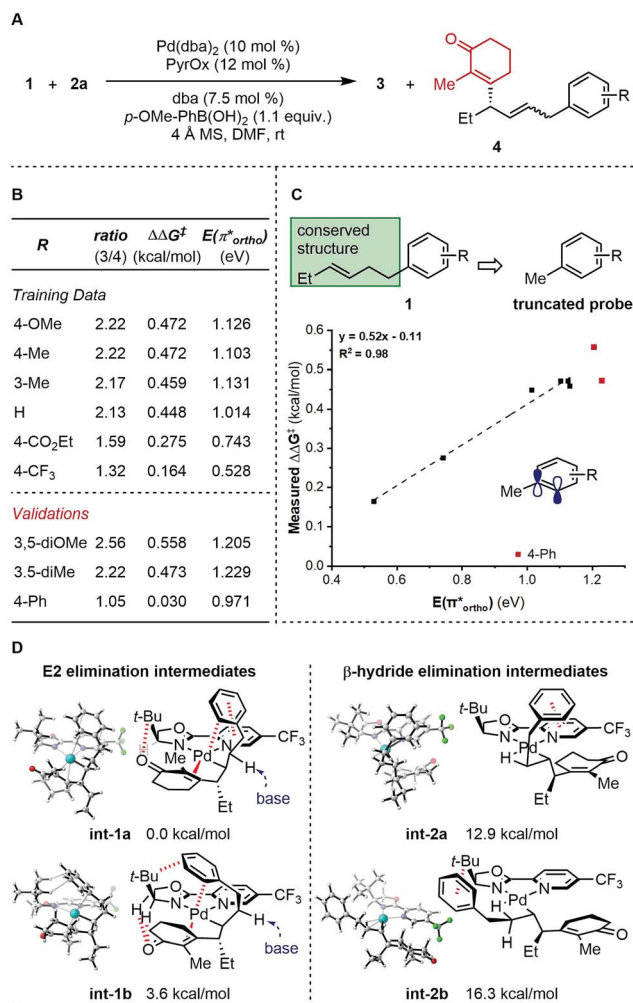 A
Pd(dba)2 (10 mol %)
PyrOx (12 mol %)
1 + 2a
dba (7.5 mol %)
p-OMe-PhB(OH)2 (1.1 equiv.)
4 Å MS, DMF, rt
3 +
O
Me
Et
R
4
B
R ratio (3/4) ΔΔG‡ (kcal/mol) E(π*ortho) (eV)
Training Data
4-OMe 2.22 0.472 1.126
4-Me 2.22 0.472 1.103
3-Me 2.17 0.459 1.131
H 2.13 0.448 1.014
4-CO2Et 1.59 0.275 0.743
4-CF3 1.32 0.164 0.528
Validations
3,5-diOMe 2.56 0.558 1.205
3.5-diMe 2.22 0.473 1.229
4-Ph 1.05 0.030 0.971
C
conserved
structure
Et
R
1
Me
R
truncated probe
y = 0.52x - 0.11
R2 = 0.98
Measured ΔΔG‡ (kcal/mol)
0.6
0.5
0.4
0.3
0.2
0.1
0.0
Me
R
4-Ph
0.4 0.6 0.8 1.0 1.2
E(π*ortho) (eV)
D
E2 elimination intermediates
t-Bu
O
N
N
CF3
Me
Pd
O
H
base
Et
int-1a 0.0 kcal/mol
t-Bu
O
N
N
CF3
H
H
Pd
H
O
Me
Et
base
int-1b 3.6 kcal/mol
β-hydride elimination intermediates
t-Bu
O
N
N
CF3
Pd
H
O
Et
Me
int-2a 12.9 kcal/mol
t-Bu
O
N
N
CF3
Pd
H
H
Et
Me
O
int-2b 16.3 kcal/mol